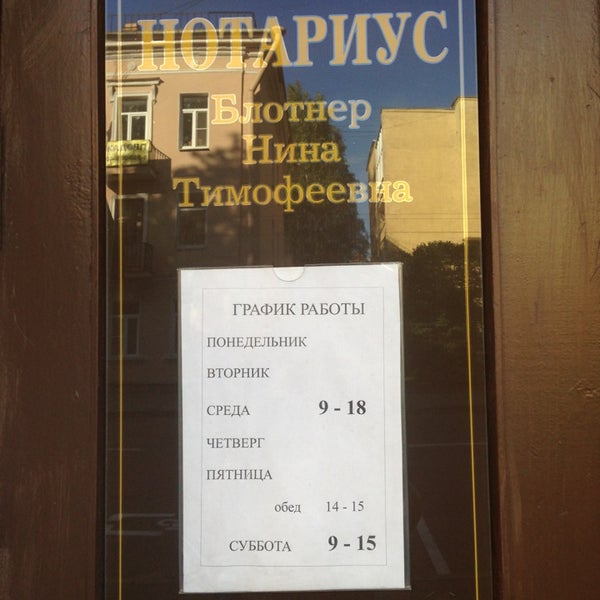 НОТАРИУС
Блотнер
Нина
Тимофеевна
ГРАФИК РАБОТЫ
ПОНЕДЕЛЬНИК
ВТОРНИК
СРЕДА 9 - 18
ЧЕТВЕРГ
ПЯТНИЦА
обед 14 - 15
СУББОТА 9 - 15